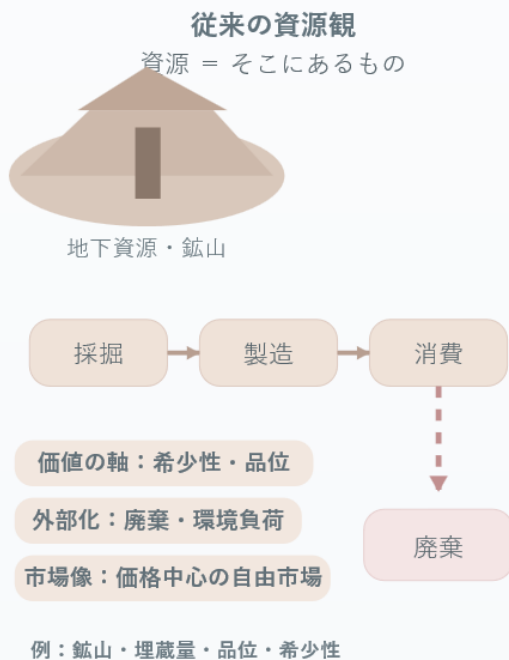 従来の資源観
資源 = そこにあるもの
地下資源・鉱山
採掘
製造
消費
価値の軸：希少性・品位
外部化：廃棄・環境負荷
市場像：価格中心の自由市場
廃棄
例：鉱山・埋蔵量・品位・希少性